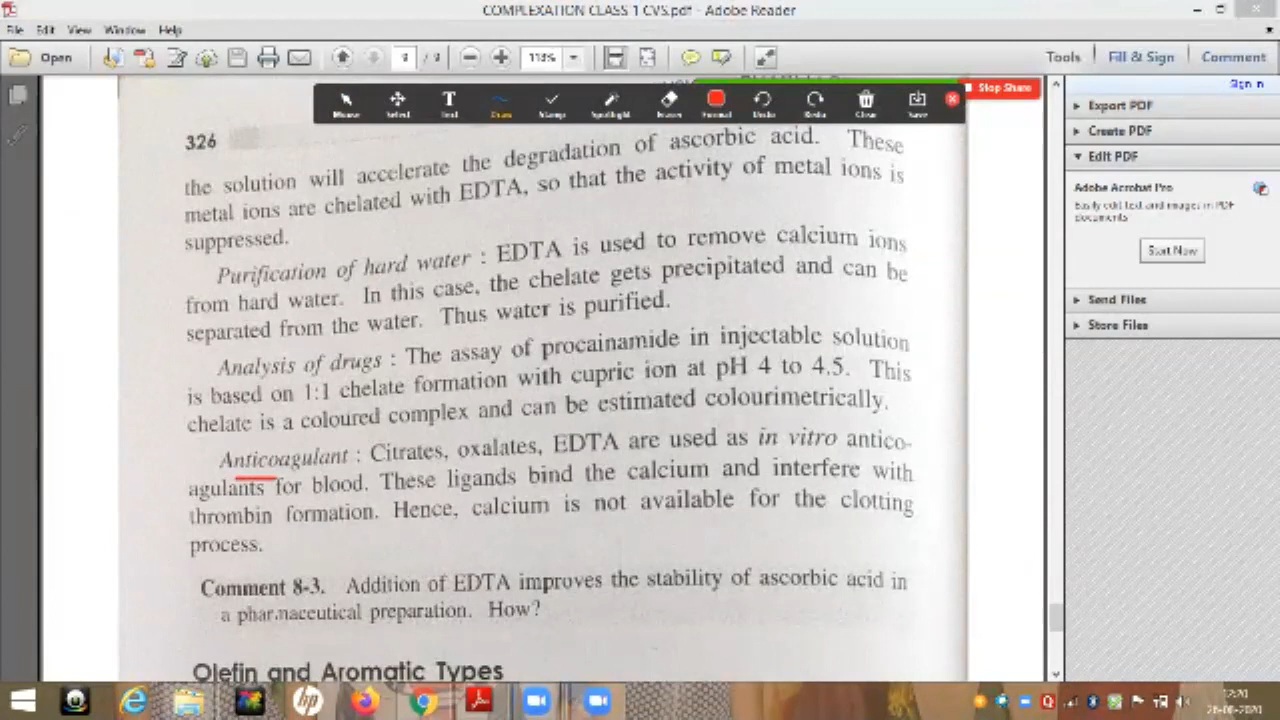 COMPLEXATION CLASS 1 CVS.pdf - Adobe Reader
File Edit View Window Help
Open 9 / 9 113% Tools Fill & Sign Comment
Stop Share
Sign In
Mouse Select Text Draw Stamp Spotlight Eraser Format Undo Redo Clear Save
Export PDF
Create PDF
Edit PDF
Adobe Acrobat Pro
Easily edit text and images in PDF
documents
Start Now
Send Files
Store Files
326
the solution will accelerate the degradation of ascorbic acid. These
metal ions are chelated with EDTA, so that the activity of metal ions is
suppressed.
Purification of hard water : EDTA is used to remove calcium ions
from hard water. In this case, the chelate gets precipitated and can be
separated from the water. Thus water is purified.
Analysis of drugs : The assay of procainamide in injectable solution
is based on 1:1 chelate formation with cupric ion at pH 4 to 4.5. This
chelate is a coloured complex and can be estimated colourimetrically.
Anticoagulant : Citrates, oxalates, EDTA are used as in vitro antico-
agulants for blood. These ligands bind the calcium and interfere with
thrombin formation. Hence, calcium is not available for the clotting
process.
Comment 8-3. Addition of EDTA improves the stability of ascorbic acid in
a pharmaceutical preparation. How?
Olefin and Aromatic Types
hp
12:20